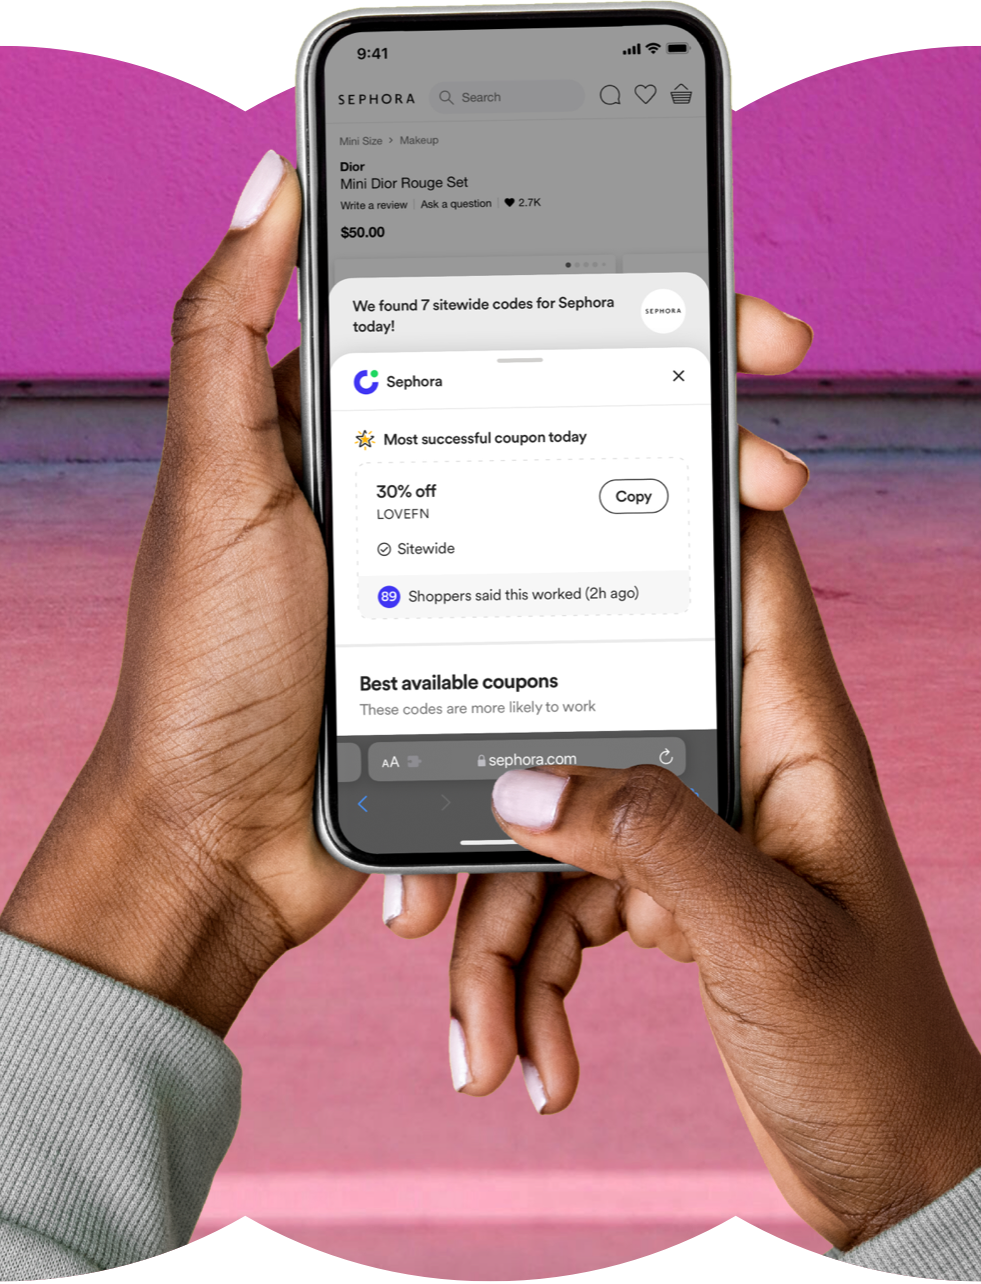 9:41
SEPHORA Search
Mini Size > Makeup
Dior
Mini Dior Rouge Set
Write a review | Ask a question | 2.7K
$50.00
We found 7 sitewide codes for Sephora
today!
SEPHORA
Sephora
Most successful coupon today
30% off
LOVEFN
Copy
Sitewide
89 Shoppers said this worked (2h ago)
Best available coupons
These codes are more likely to work
AA sephora.com